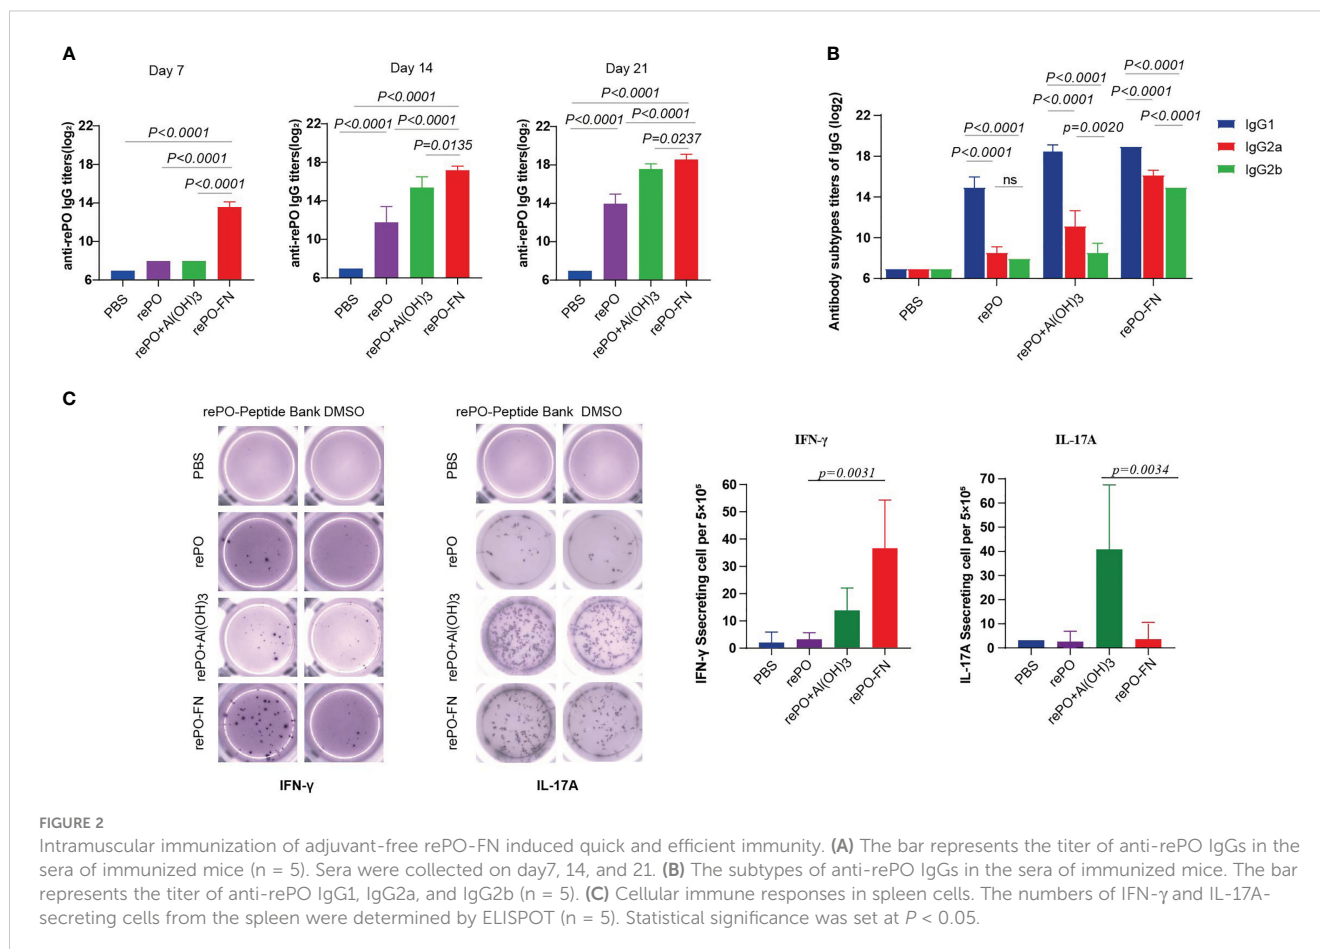 A
Day 7
Day 14
Day 21
P<0.0001
P<0.0001
P<0.0001
anti-rePO IgG titers(log₂)
22
18
14
10
6
PBS
rePO
rePO+Al(OH)3
rePO-FN
P<0.0001
P<0.0001
P<0.0001
P=0.0135
anti-rePO IgG titers(log₂)
22
18
14
10
6
PBS
rePO
rePO+Al(OH)3
rePO-FN
P<0.0001
P<0.0001
P<0.0001
P=0.0237
anti-rePO IgG titers(log₂)
22
18
14
10
6
PBS
rePO
rePO+Al(OH)3
rePO-FN
B
Antibody subtypes titers of IgG (log2)
22
18
14
10
6
P<0.0001
P<0.0001
ns
P<0.0001
P<0.0001
p=0.0020
P<0.0001
P<0.0001
P<0.0001
PBS
rePO
rePO+Al(OH)3
rePO-FN
IgG1
IgG2a
IgG2b
C
rePO-Peptide Bank DMSO
PBS
rePO
rePO+Al(OH)3
rePO-FN
IFN-γ
rePO-Peptide Bank DMSO
PBS
rePO
rePO+Al(OH)3
rePO-FN
IL-17A
IFN-γ
p=0.0031
IFN-γ Ssecreting cell per 5×10⁵
60
50
40
30
20
10
0
PBS
rePO
rePO+Al(OH)3
rePO-FN
IL-17A
p=0.0034
IL-17A Ssecreting cell per 5×10⁵
70
60
50
40
30
20
10
0
PBS
rePO
rePO+Al(OH)3
rePO-FN
FIGURE 2
Intramuscular immunization of adjuvant-free rePO-FN induced quick and efficient immunity. (A) The bar represents the titer of anti-rePO IgGs in the
sera of immunized mice (n = 5). Sera were collected on day7, 14, and 21. (B) The subtypes of anti-rePO IgGs in the sera of immunized mice. The bar
represents the titer of anti-rePO IgG1, IgG2a, and IgG2b (n = 5). (C) Cellular immune responses in spleen cells. The numbers of IFN-γ and IL-17A-
secreting cells from the spleen were determined by ELISPOT (n = 5). Statistical significance was set at P < 0.05.